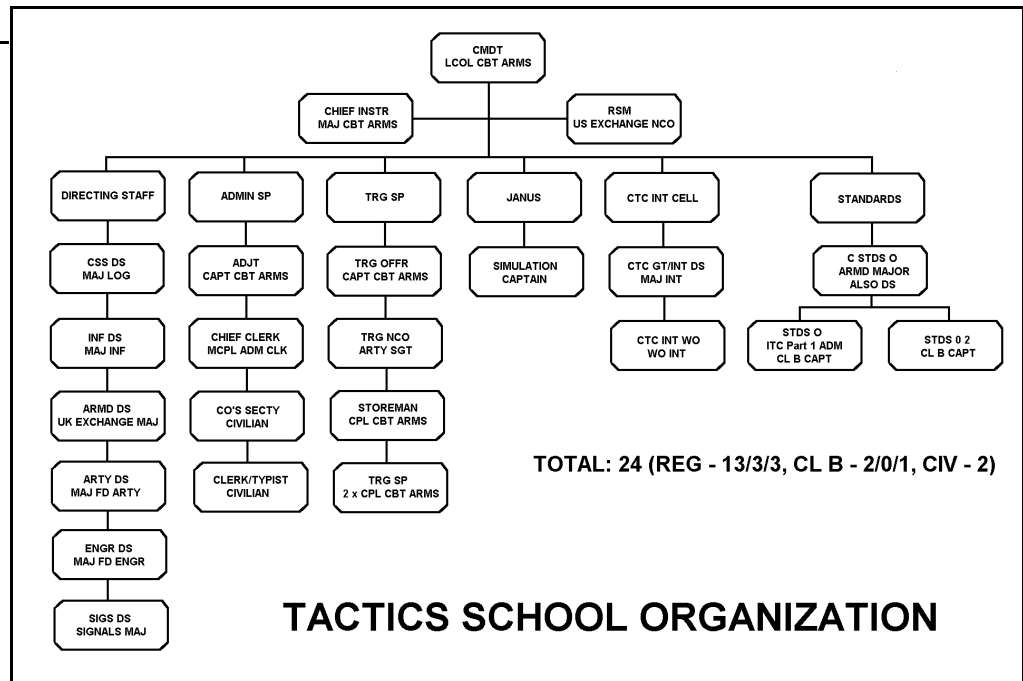 CMDT
LCOL CBT ARMS
CHIEF INSTR
MAJ CBT ARMS
RSM
US EXCHANGE NCO
DIRECTING STAFF
ADMIN SP
TRG SP
JANUS
CTC INT CELL
STANDARDS
CSS DS
MAJ LOG
ADJT
CAPT CBT ARMS
TRG OFFR
CAPT CBT ARMS
SIMULATION
CAPTAIN
CTC GT/INT DS
MAJ INT
C STDS O
ARMD MAJOR
ALSO DS
INF DS
MAJ INF
CHIEF CLERK
MCPL ADM CLK
TRG NCO
ARTY SGT
CTC INT WO
WO INT
STDS O
ITC Part 1 ADM
CL B CAPT
STDS 0 2
CL B CAPT
ARMD DS
UK EXCHANGE MAJ
CO'S SECTY
CIVILIAN
STOREMAN
CPL CBT ARMS
ARTY DS
MAJ FD ARTY
CLERK/TYPIST
CIVILIAN
TRG SP
2 x CPL CBT ARMS
TOTAL: 24 (REG - 13/3/3, CL B - 2/0/1, CIV - 2)
ENGR DS
MAJ FD ENGR
SIGS DS
SIGNALS MAJ
TACTICS SCHOOL ORGANIZATION